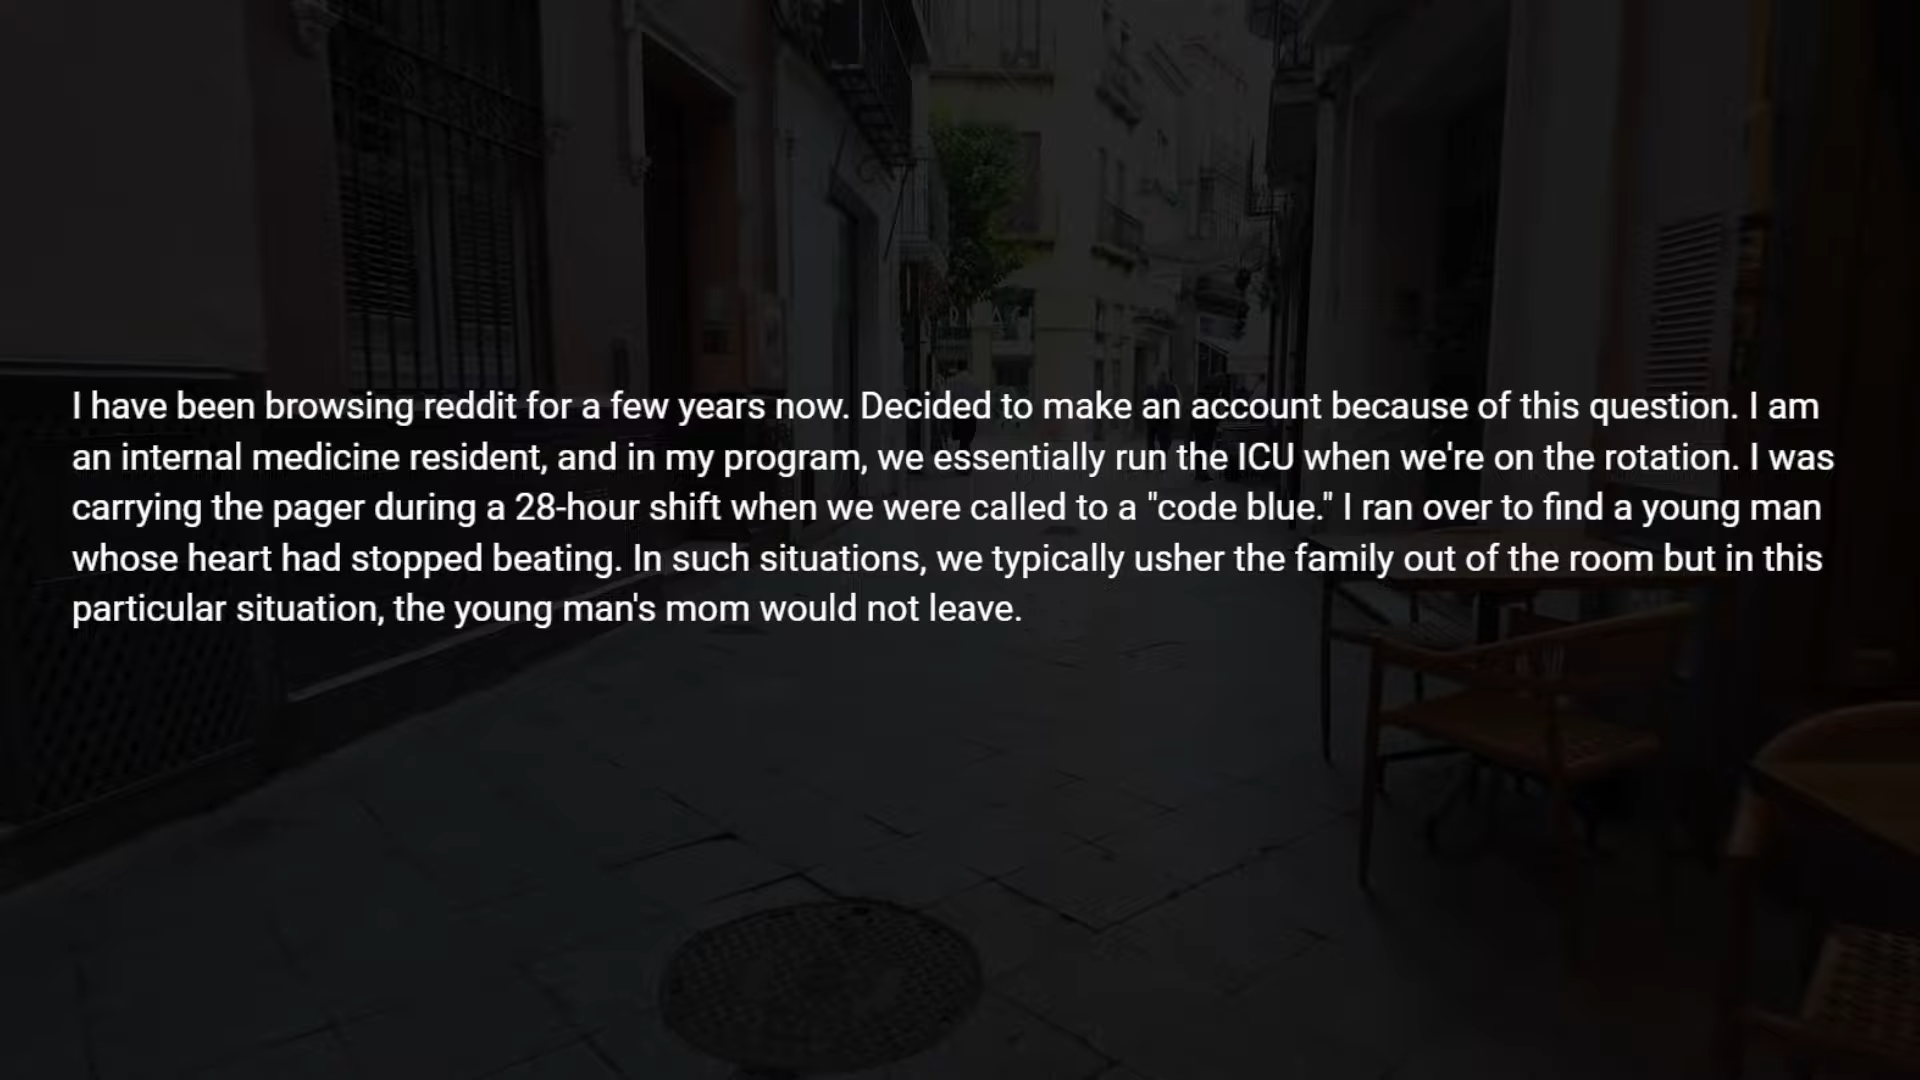 I have been browsing reddit for a few years now. Decided to make an account because of this question. I am
an internal medicine resident, and in my program, we essentially run the ICU when we're on the rotation. I was
carrying the pager during a 28-hour shift when we were called to a "code blue." I ran over to find a young man
whose heart had stopped beating. In such situations, we typically usher the family out of the room but in this
particular situation, the young man's mom would not leave.